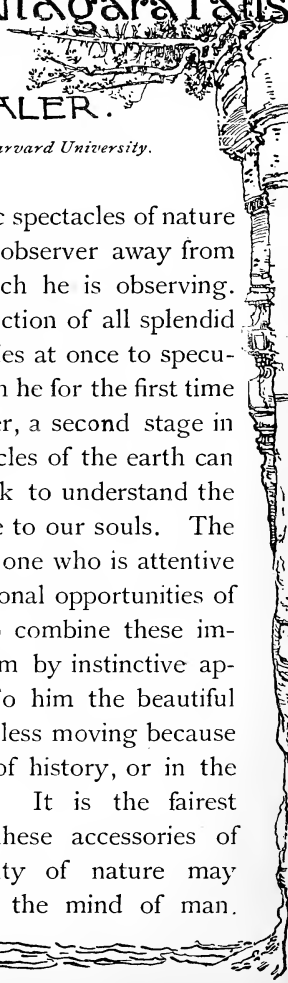 Niagara Falls
ALER.
arvard University.
c spectacles of nature
observer away from
ch he is observing.
ction of all splendid
es at once to specu-
n he for the first time
er, a second stage in
cles of the earth can
k to understand the
e to our souls. The
one who is attentive
onal opportunities of
combine these im-
m by instinctive ap-
o him the beautiful
less moving because
of history, or in the
It is the fairest
hese accessories of
ty of nature may
the mind of man.